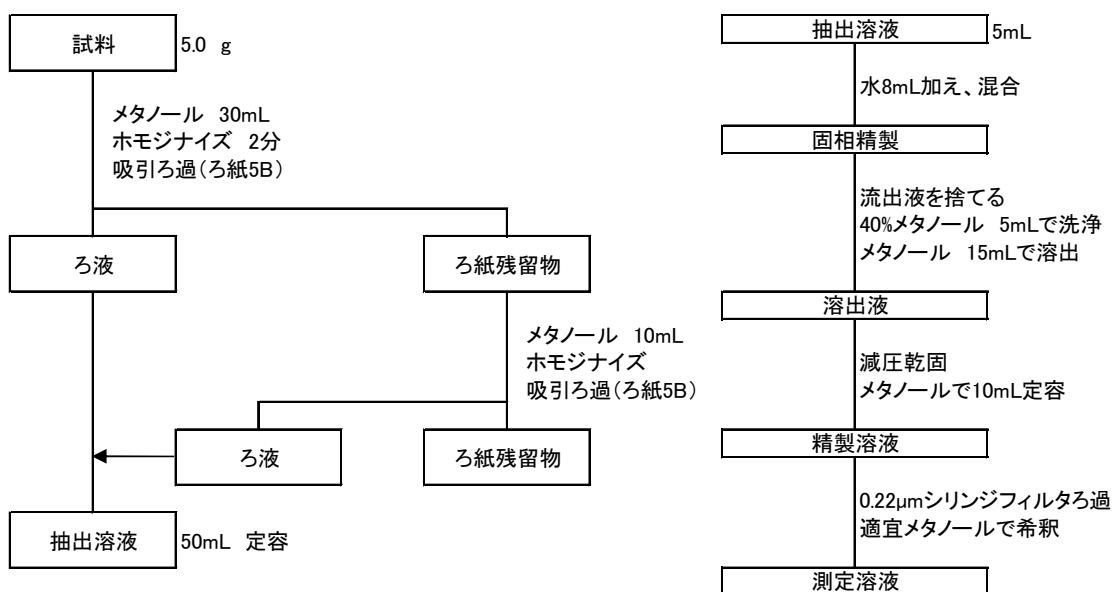 試料
5.0 g
メタノール 30mL
ホモジナイズ 2分
吸引ろ過(ろ紙5B)
ろ液
ろ紙残留物
メタノール 10mL
ホモジナイズ
吸引ろ過(ろ紙5B)
ろ液
ろ紙残留物
抽出溶液
50mL 定容
抽出溶液
5mL
水8mL加え、混合
固相精製
流出液を捨てる
40%メタノール 5mLで洗浄
メタノール 15mLで溶出
溶出液
減圧乾固
メタノールで10mL定容
精製溶液
0.22μmシリンジフィルタろ過
適宜メタノールで希釈
測定溶液